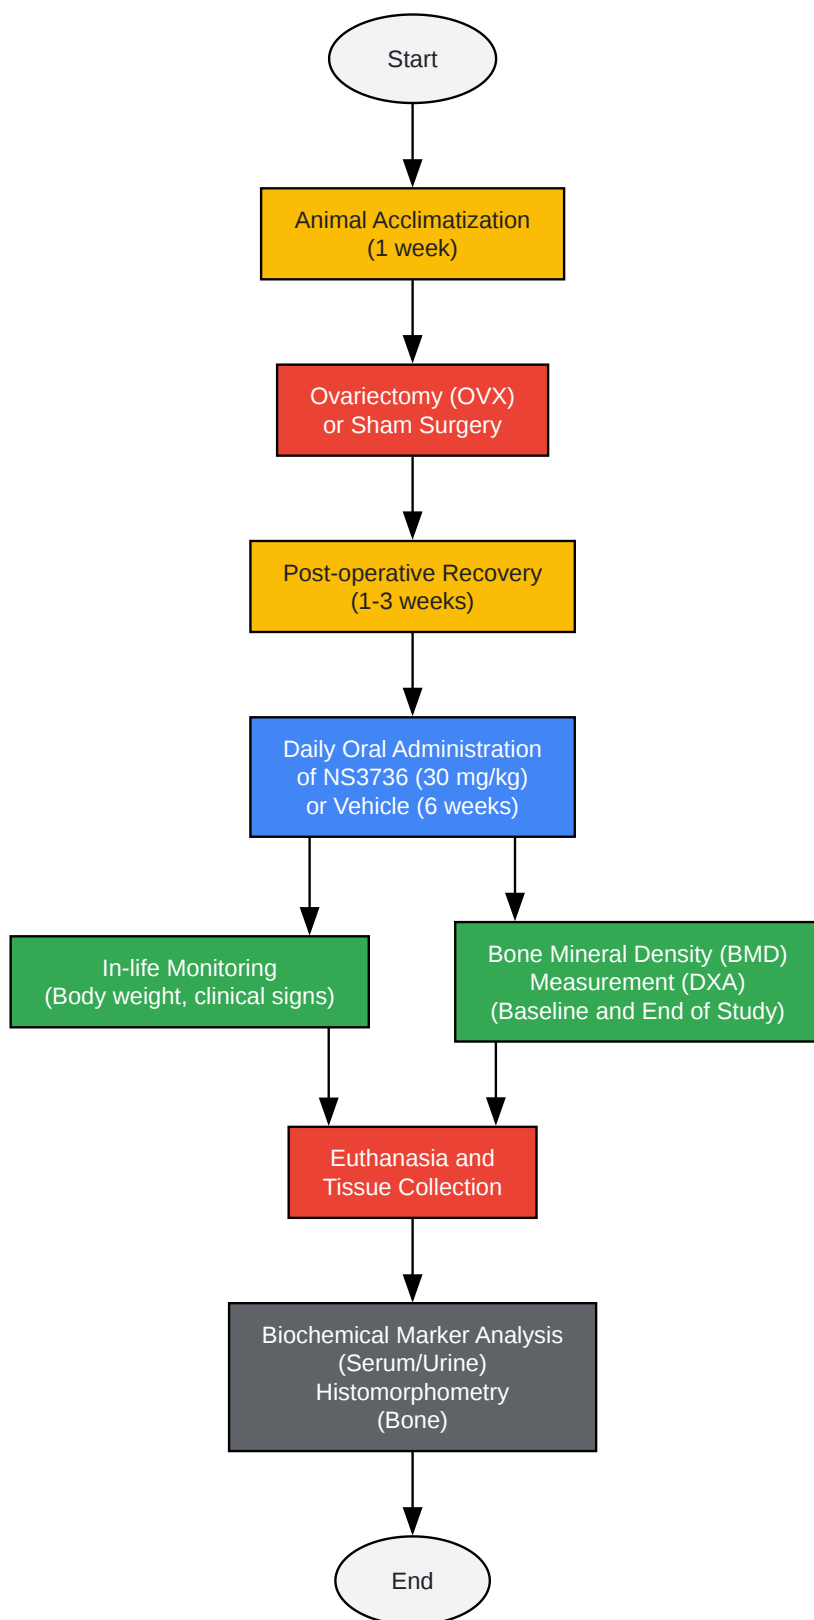 Start
Animal Acclimatization
(1 week)
Ovariectomy (OVX)
or Sham Surgery
Post-operative Recovery
(1-3 weeks)
Daily Oral Administration
of NS3736 (30 mg/kg)
or Vehicle (6 weeks)
In-life Monitoring
(Body weight, clinical signs)
Bone Mineral Density (BMD)
Measurement (DXA)
(Baseline and End of Study)
Euthanasia and
Tissue Collection
Biochemical Marker Analysis
(Serum/Urine)
Histomorphometry
(Bone)
End